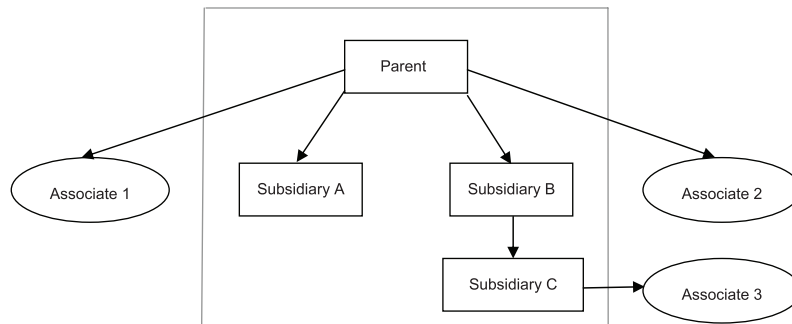 Parent
Associate 1
Subsidiary A
Subsidiary B
Associate 2
Subsidiary C
Associate 3